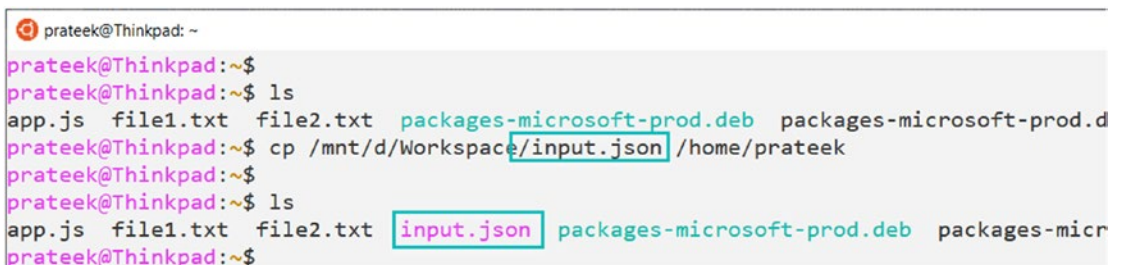 prateek@Thinkpad: ~
prateek@Thinkpad:~$
prateek@Thinkpad:~$ ls
app.js file1.txt file2.txt packages-microsoft-prod.deb packages-microsoft-prod.d
prateek@Thinkpad:~$ cp /mnt/d/Workspace/input.json /home/prateek
prateek@Thinkpad:~$
prateek@Thinkpad:~$ ls
app.js file1.txt file2.txt input.json packages-microsoft-prod.deb packages-micr
prateek@Thinkpad:~$